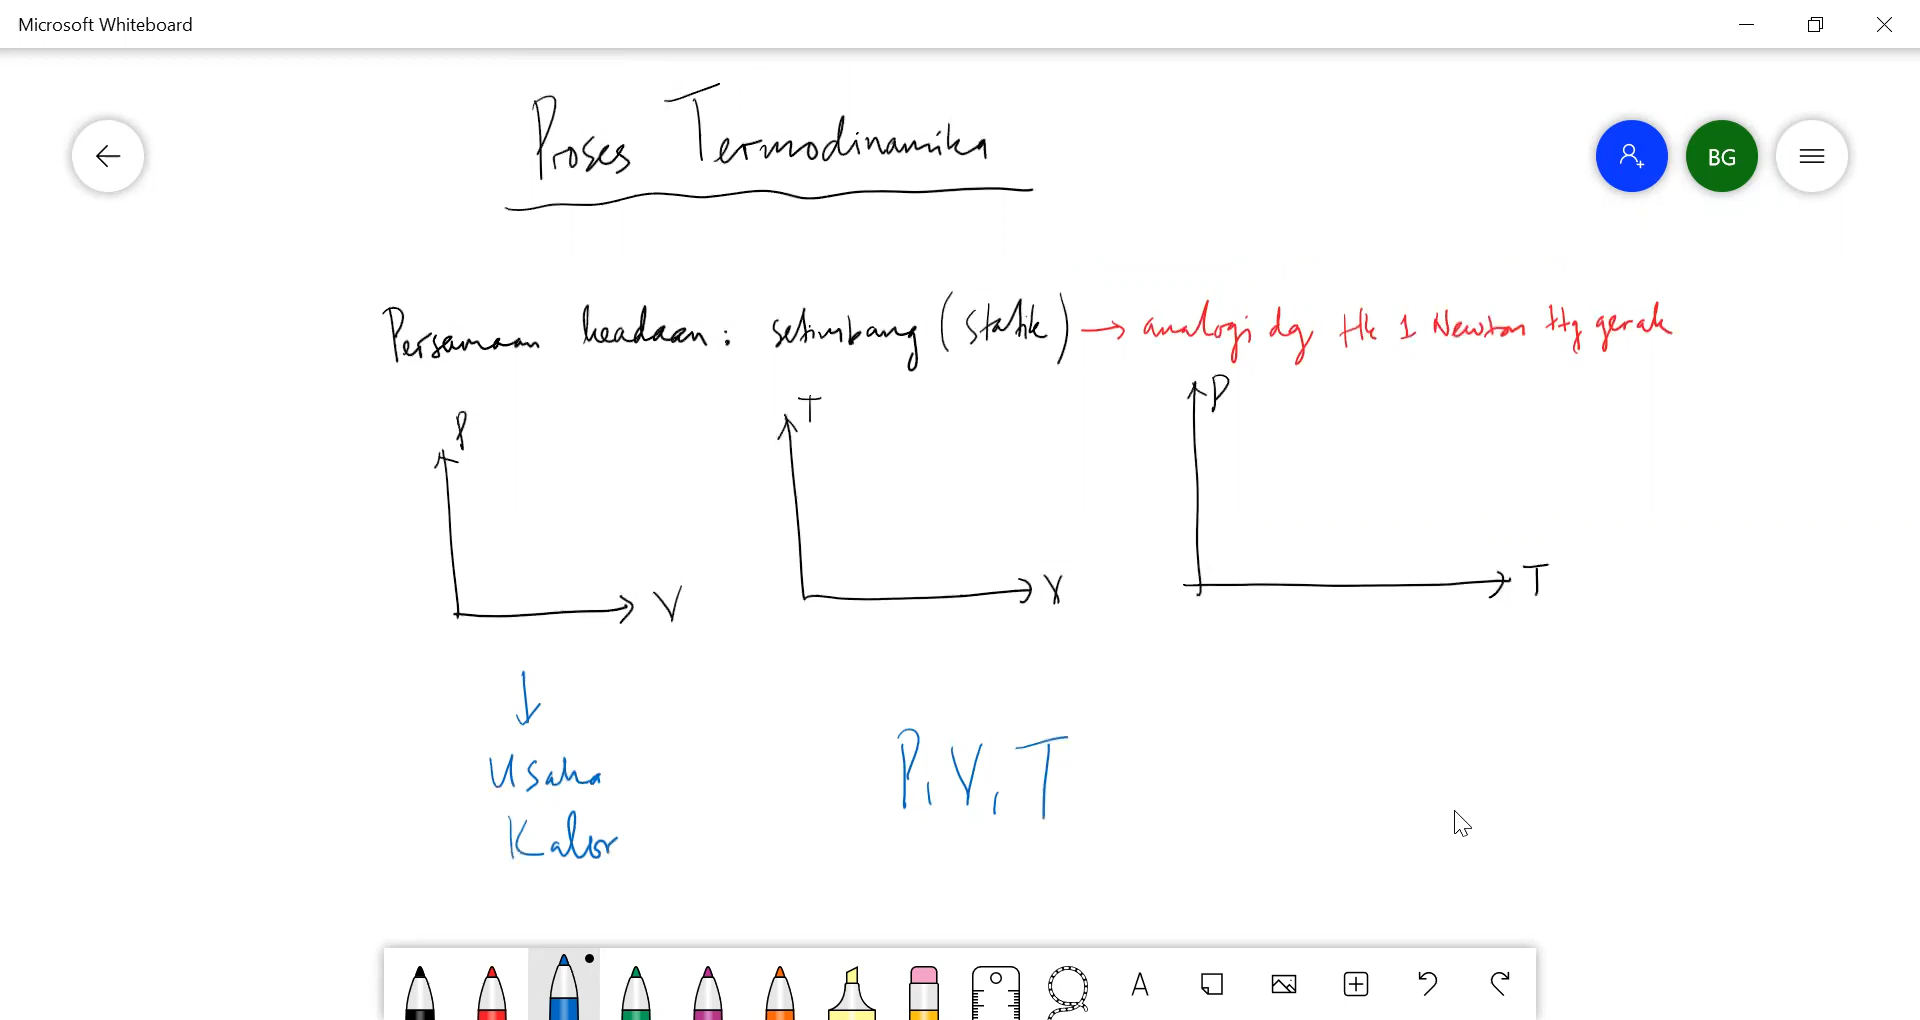 Microsoft Whiteboard
Proses Termodinamika
BG
Persamaan keadaan : setimbang (statik) → analogi dg Hk 1 Newton ttg gerak
P
T
P
V
V
T
↓
Usaha
P, V, T
Kalor
A